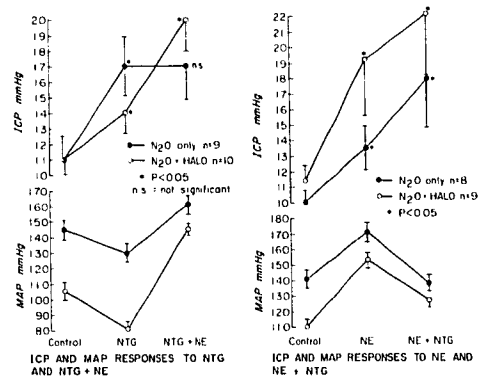 20
19
18
17
16
15
14
13
12
11
10
ICP mmHg
* n s
N₂O only n=9
N₂O + HALO n=10
* P<0.05
n s = not significant
170
160
150
140
130
120
110
100
90
80
MAP mmHg
Control NTG NTG + NE
ICP AND MAP RESPONSES TO NTG
AND NTG + NE
22
21
20
19
18
17
16
15
14
13
12
11
10
ICP mmHg
N₂O only n=8
N₂O + HALO n=9
* P<0.05
180
170
160
150
140
130
120
110
MAP mmHg
Control NE NE + NTG
ICP AND MAP RESPONSES TO NE AND
NE + NTG